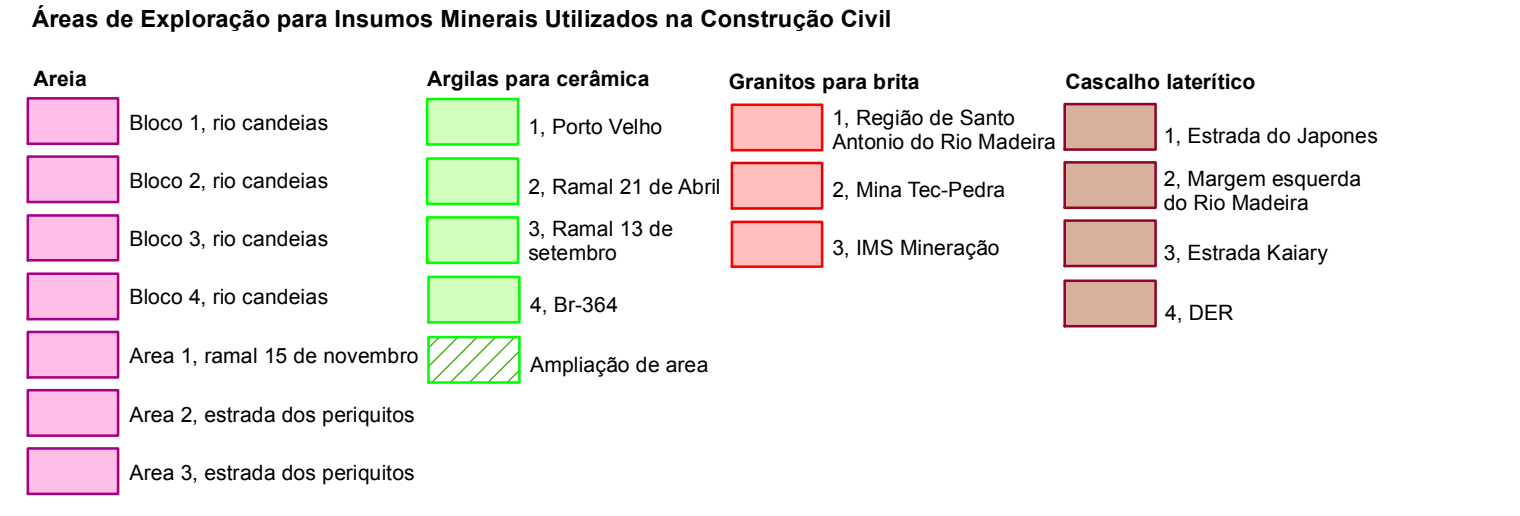 Áreas de Exploração para Insumos Minerais Utilizados na Construção Civil
Areia
Bloco 1, rio candeias
Bloco 2, rio candeias
Bloco 3, rio candeias
Bloco 4, rio candeias
Area 1, ramal 15 de novembro
Area 2, estrada dos periquitos
Area 3, estrada dos periquitos
Argilas para cerâmica
1, Porto Velho
2, Ramal 21 de Abril
3, Ramal 13 de
setembro
4, Br-364
Ampliação de area
Granitos para brita
1, Região de Santo
Antonio do Rio Madeira
2, Mina Tec-Pedra
3, IMS Mineração
Cascalho laterítico
1, Estrada do Japones
2, Margem esquerda
do Rio Madeira
3, Estrada Kaiary
4, DER